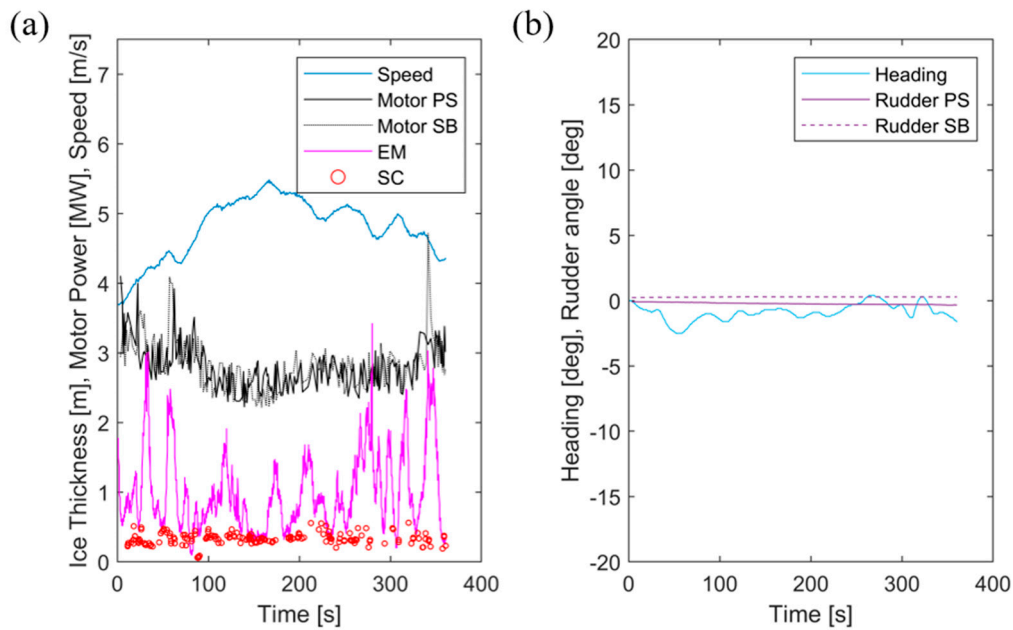 (a)
Ice Thickness [m], Motor Power [MW], Speed [m/s]
7
6
5
4
3
2
1
0
0 100 200 300 400
Time [s]
Speed
Motor PS
Motor SB
EM
SC
(b)
Heading [deg], Rudder angle [deg]
20
15
10
5
0
-5
-10
-15
-20
0 100 200 300 400
Time [s]
Heading
Rudder PS
Rudder SB